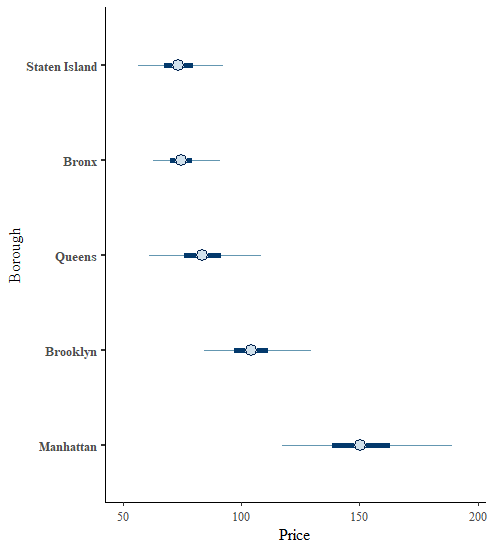 Borough
Staten Island
Bronx
Queens
Brooklyn
Manhattan
50 100 150 200
Price